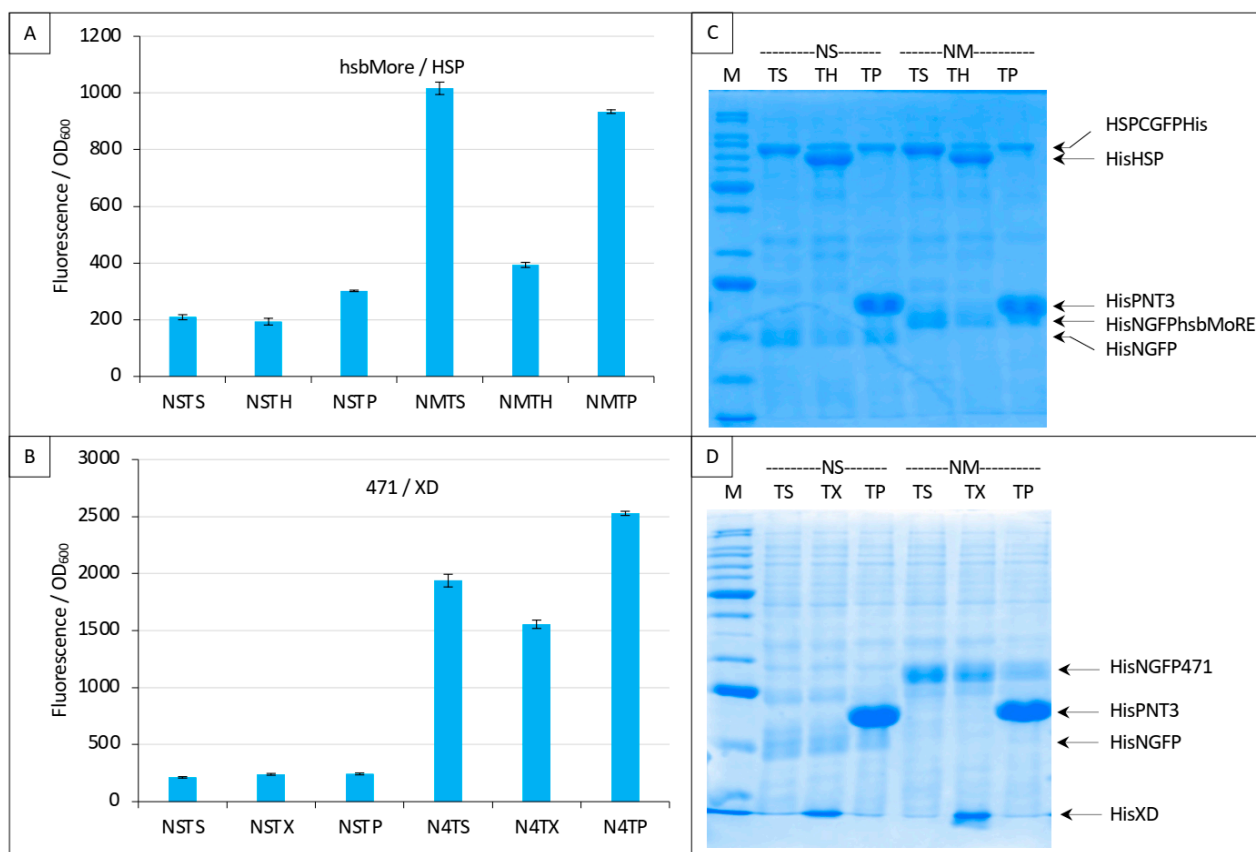 A
hsbMore / HSP
Fluorescence / OD600
1200
1000
800
600
400
200
0
NSTS NSTH NSTP NMTS NMTH NMTP
B
471 / XD
Fluorescence / OD600
3000
2500
2000
1500
1000
500
0
NSTS NSTX NSTP N4TS N4TX N4TP
C
---------NS------- -------NM----------
M TS TH TP TS TH TP
HSPCGFPHis
HisHSP
HisPNT3
HisNGFPhsbMoRE
HisNGFP
D
---------NS------- -------NM----------
M TS TX TP TS TX TP
HisNGFP471
HisPNT3
HisNGFP
HisXD